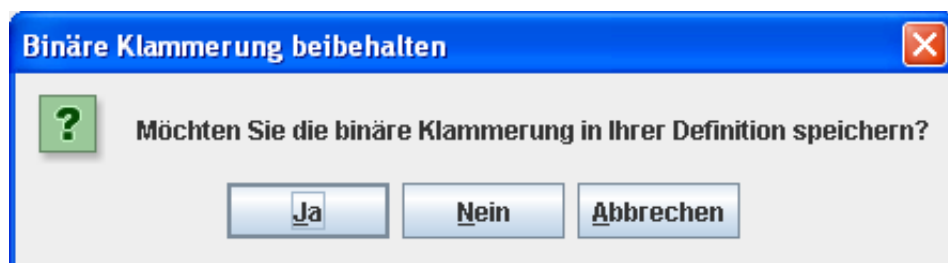 Binäre Klammerung beibehalten
?
Möchten Sie die binäre Klammerung in Ihrer Definition speichern?
Ja Nein Abbrechen